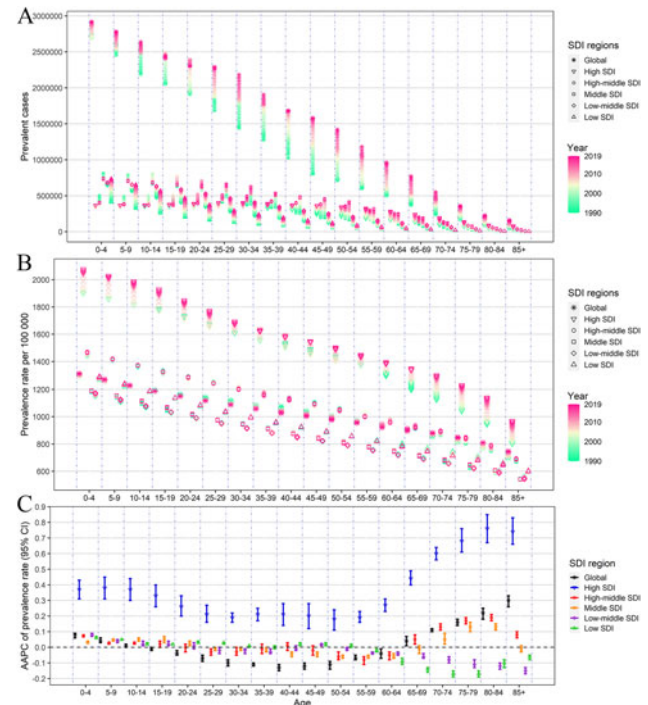 A
Prevalent cases
3000000
2500000
2000000
1500000
1000000
500000
0
0-4 5-9 10-14 15-19 20-24 25-29 30-34 35-39 40-44 45-49 50-54 55-59 60-64 65-69 70-74 75-79 80-84 85+
SDI regions
Global
High SDI
High-middle SDI
Middle SDI
Low-middle SDI
Low SDI
Year
2019
2010
2000
1990
B
Prevalence rate per 100 000
2000
1800
1600
1400
1200
1000
800
600
0-4 5-9 10-14 15-19 20-24 25-29 30-34 35-39 40-44 45-49 50-54 55-59 60-64 65-69 70-74 75-79 80-84 85+
SDI regions
Global
High SDI
High-middle SDI
Middle SDI
Low-middle SDI
Low SDI
Year
2019
2010
2000
1990
C
AAPC of prevalence rate (95% CI)
0.9
0.8
0.7
0.6
0.5
0.4
0.3
0.2
0.1
0.0
-0.1
-0.2
0-4 5-9 10-14 15-19 20-24 25-29 30-34 35-39 40-44 45-49 50-54 55-59 60-64 65-69 70-74 75-79 80-84 85+
Age
SDI region
Global
High SDI
High-middle SDI
Middle SDI
Low-middle SDI
Low SDI